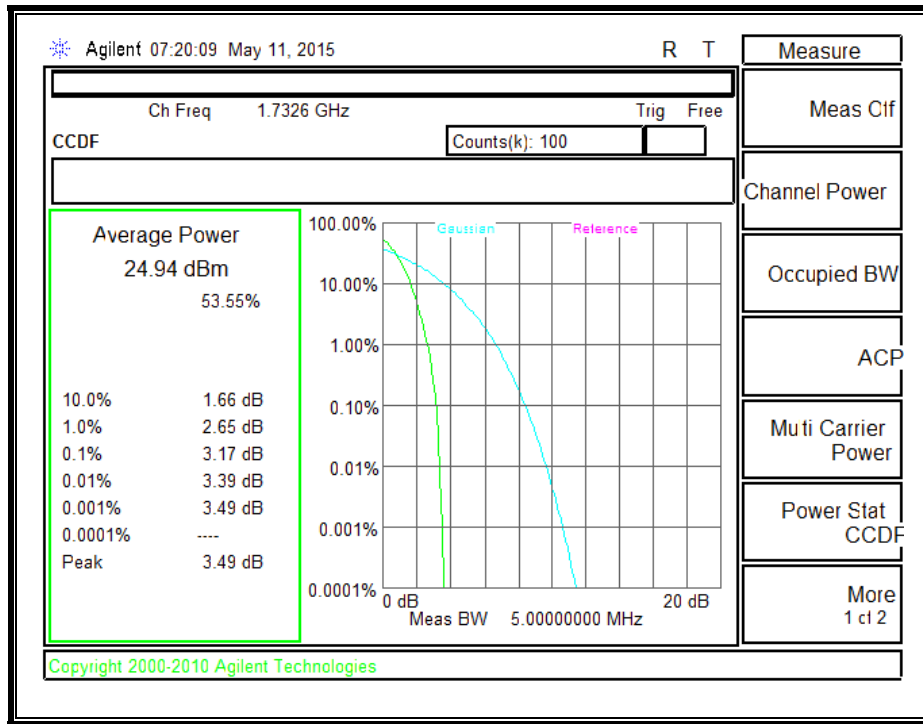 Agilent 07:20:09 May 11, 2015 R T
Ch Freq 1.7326 GHz Trig Free
CCDF Counts(k): 100
Average Power
24.94 dBm
53.55%
10.0% 1.66 dB
1.0% 2.65 dB
0.1% 3.17 dB
0.01% 3.39 dB
0.001% 3.49 dB
0.0001% ----
Peak 3.49 dB
Gaussian Reference
100.00%
10.00%
1.00%
0.10%
0.01%
0.001%
0.0001%
0 dB 20 dB
Meas BW 5.00000000 MHz
Measure
Meas Off
Channel Power
Occupied BW
ACP
Multi Carrier
Power
Power Stat
CCDF
More
1 of 2
Copyright 2000-2010 Agilent Technologies